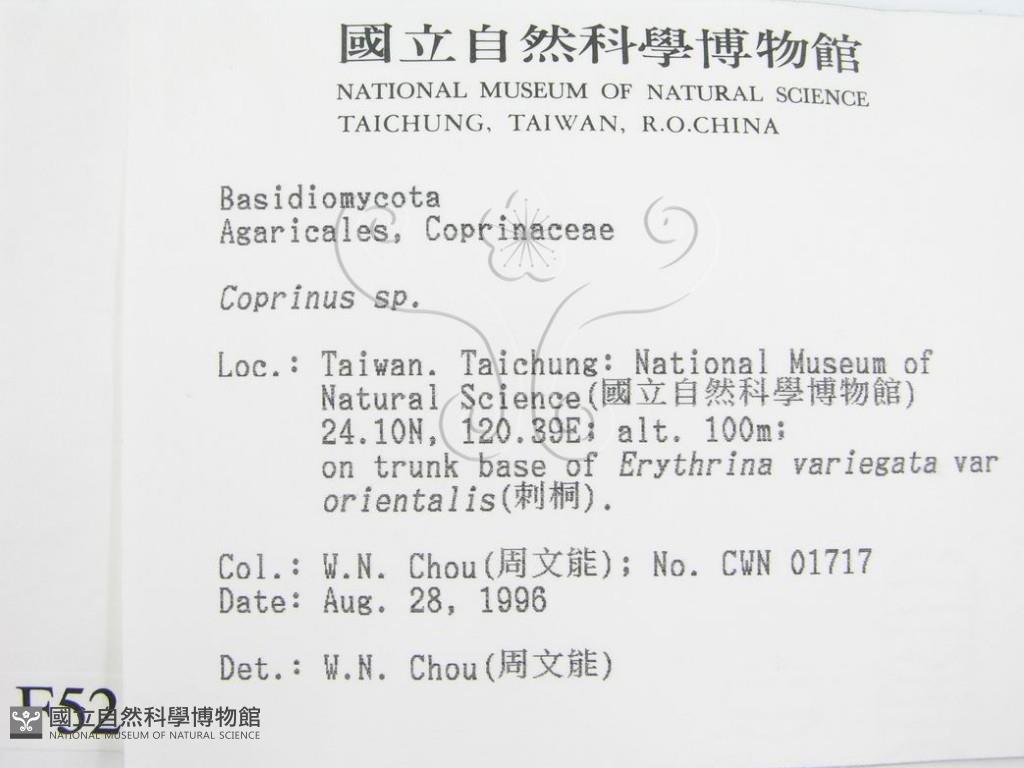 國立自然科學博物館
NATIONAL MUSEUM OF NATURAL SCIENCE
TAICHUNG, TAIWAN, R.O.CHINA
Basidiomycota
Agaricales, Coprinaceae
Coprinus sp.
Loc.: Taiwan. Taichung: National Museum of
Natural Science(國立自然科學博物館)
24.10N, 120.39E; alt. 100m;
on trunk base of Erythrina variegata var
orientalis(刺桐).
Col.: W.N. Chou(周文能); No. CWN 01717
Date: Aug. 28, 1996
Det.: W.N. Chou(周文能)
F52
國立自然科學博物館
NATIONAL MUSEUM OF NATURAL SCIENCE